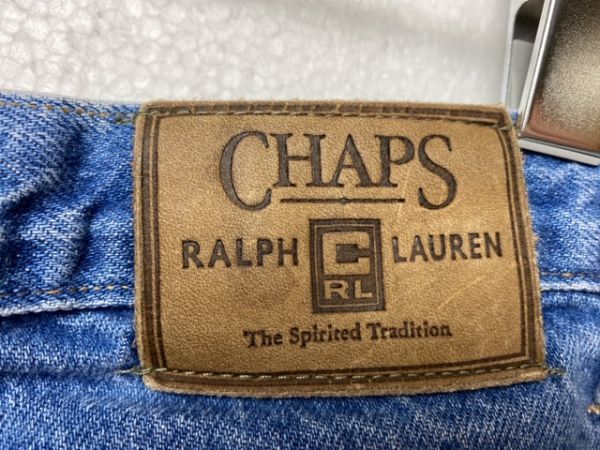 CHAPS
RALPH LAUREN
C
RL
The Spirited Tradition